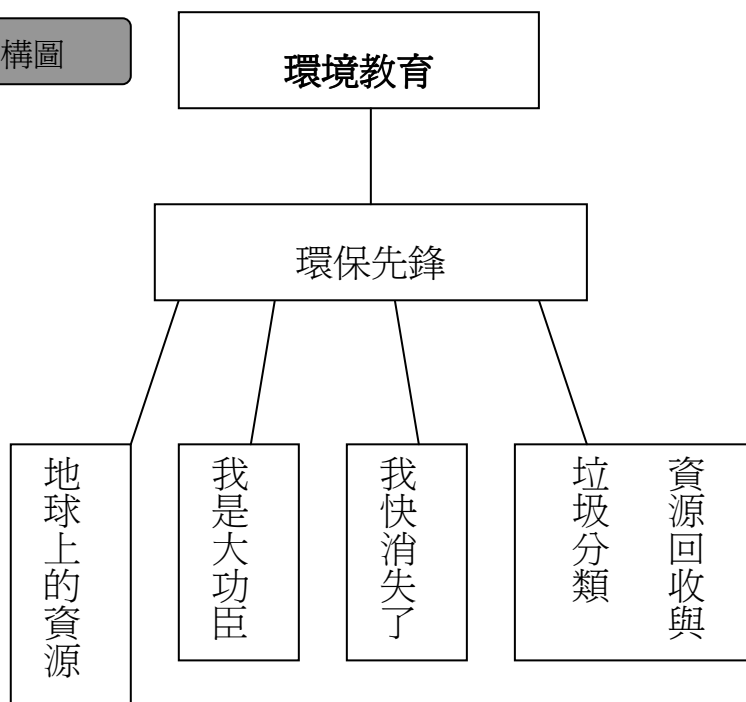 構圖
環境教育
環保先鋒
地球上的資源
我是大功臣
我快消失了
資源回收與
垃圾分類